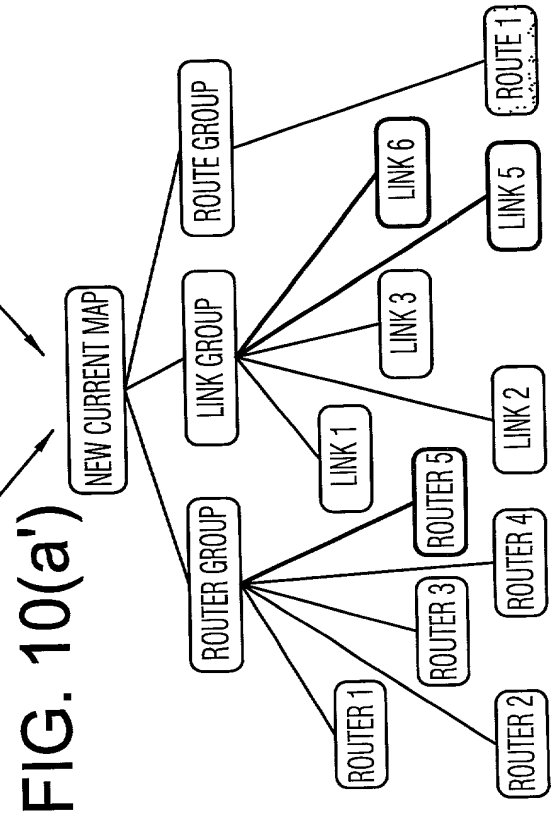 FIG. 10(a')
NEW CURRENT MAP
ROUTER GROUP
LINK GROUP
ROUTE GROUP
ROUTER 1
ROUTER 2
ROUTER 3
ROUTER 4
ROUTER 5
LINK 1
LINK 2
LINK 3
LINK 5
LINK 6
ROUTE 1